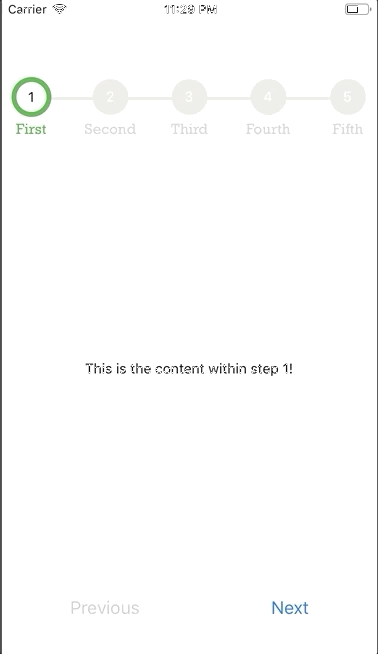 Carrier 11:29 PM
1 2 3 4 5
First Second Third Fourth Fifth
This is the content within step 1!
Previous Next